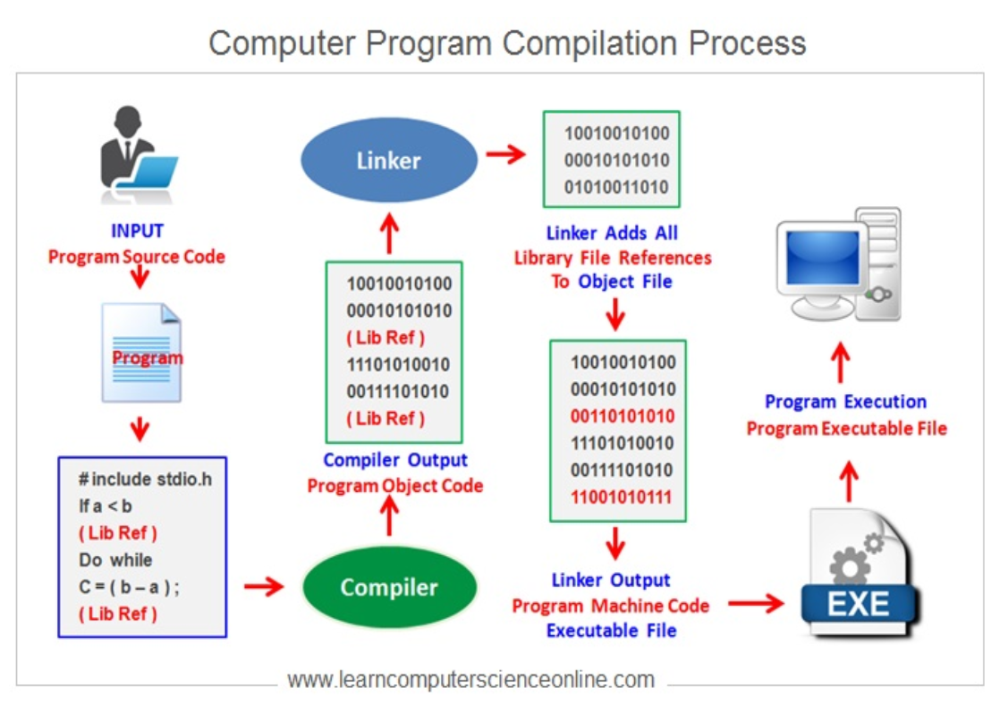 Computer Program Compilation Process
INPUT
Program Source Code
Program
# include stdio.h
If a < b
( Lib Ref )
Do while
C = ( b – a ) ;
( Lib Ref )
Compiler
Compiler Output
Program Object Code
10010010100
00010101010
( Lib Ref )
11101010010
00111101010
( Lib Ref )
Linker
10010010100
00010101010
01010011010
Linker Adds All
Library File References
To Object File
10010010100
00010101010
00110101010
11101010010
00111101010
11001010111
Linker Output
Program Machine Code
Executable File
EXE
Program Execution
Program Executable File
www.learncomputerscienceonline.com